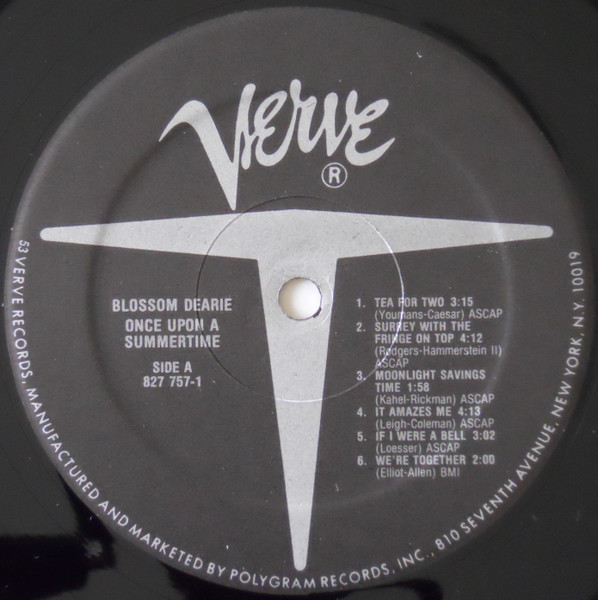 Verve
®
BLOSSOM DEARIE
ONCE UPON A
SUMMERTIME
SIDE A
827 757-1
1. TEA FOR TWO 3:15
(Youmans-Caesar) ASCAP
2. SURREY WITH THE
FRINGE ON TOP 4:12
(Rodgers-Hammerstein II)
ASCAP
3. MOONLIGHT SAVINGS
TIME 1:58
(Kahel-Rickman) ASCAP
4. IT AMAZES ME 4:13
(Leigh-Coleman) ASCAP
5. IF I WERE A BELL 3:02
(Loesser) ASCAP
6. WE'RE TOGETHER 2:00
(Elliot-Allen) BMI
53 VERVE RECORDS, MANUFACTURED AND MARKETED BY POLYGRAM RECORDS, INC., 810 SEVENTH AVENUE, NEW YORK, N.Y. 10019